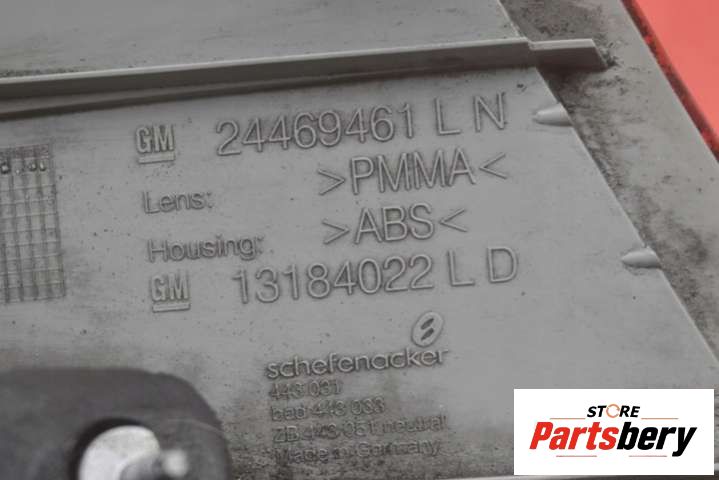 GM 24469461 L N
Lens: >PMMA<
Housing: >ABS<
GM 13184022 L D
schefenacker
443 031
bad 443 033
ZB 443 051 neutral
Made in Germany
STORE
Partsbery